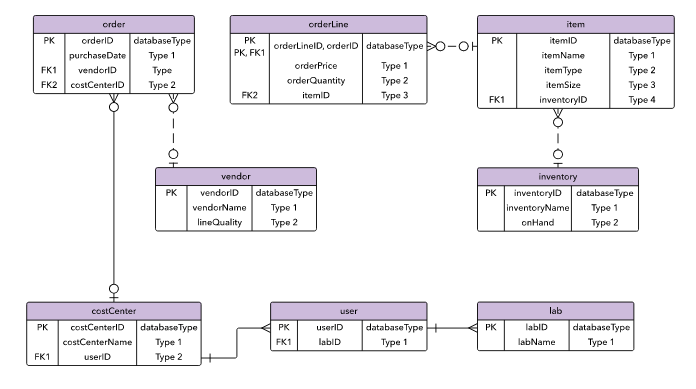 order
PK orderID databaseType
purchaseDate Type 1
FK1 vendorID Type
FK2 costCenterID Type 2
orderLine
PK
PK, FK1 orderLineID, orderID databaseType
orderPrice Type 1
orderQuantity Type 2
FK2 itemID Type 3
item
PK itemID databaseType
itemName Type 1
itemType Type 2
itemSize Type 3
FK1 inventoryID Type 4
vendor
PK vendorID databaseType
vendorName Type 1
lineQuality Type 2
inventory
PK inventoryID databaseType
inventoryName Type 1
onHand Type 2
costCenter
PK costCenterID databaseType
costCenterName Type 1
FK1 userID Type 2
user
PK userID databaseType
FK1 labID Type 1
lab
PK labID databaseType
labName Type 1